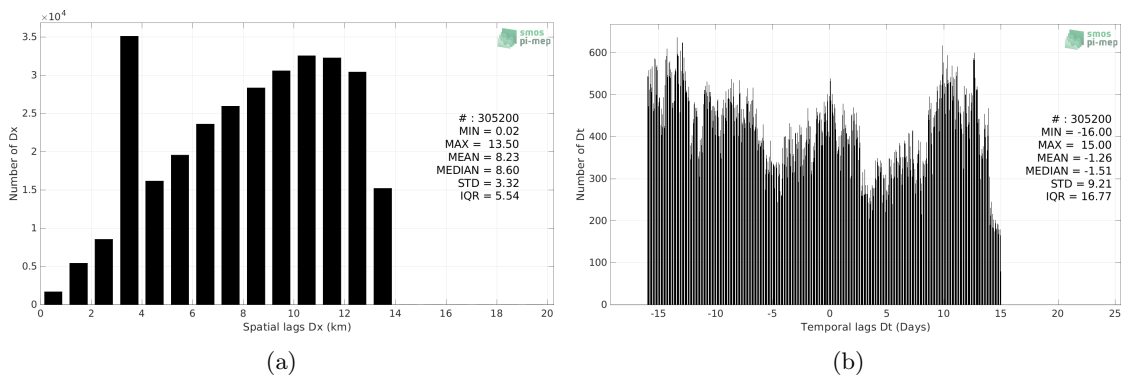 ×10⁴
3.5
3
2.5
2
1.5
1
0.5
0
Number of Dx
0 2 4 6 8 10 12 14 16 18 20
Spatial lags Dx (km)
smos
pi-mep
# : 305200
MIN = 0.02
MAX = 13.50
MEAN = 8.23
MEDIAN = 8.60
STD = 3.32
IQR = 5.54
(a)
600
500
400
300
200
100
0
Number of Dt
-15 -10 -5 0 5 10 15 20 25
Temporal lags Dt (Days)
smos
pi-mep
# : 305200
MIN = -16.00
MAX = 15.00
MEAN = -1.26
MEDIAN = -1.51
STD = 9.21
IQR = 16.77
(b)